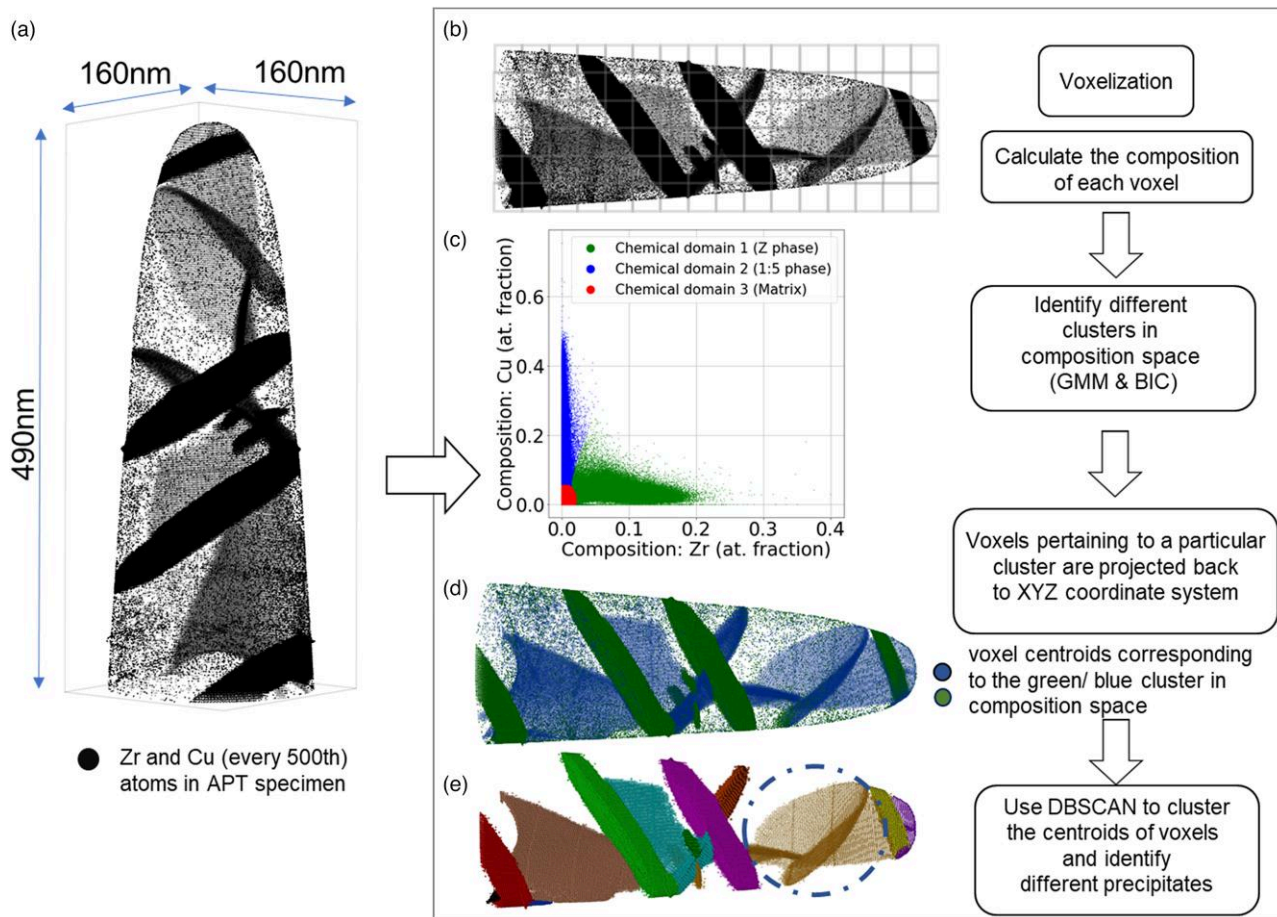 (a)
160nm
160nm
490nm
Zr and Cu (every 500th)
atoms in APT specimen
(b)
Voxelization
Calculate the composition
of each voxel
(c)
Composition: Cu (at. fraction)
0.6
0.4
0.2
0.0
Chemical domain 1 (Z phase)
Chemical domain 2 (1:5 phase)
Chemical domain 3 (Matrix)
0.0
0.1
0.2
0.3
0.4
Composition: Zr (at. fraction)
Identify different
clusters in
composition space
(GMM & BIC)
Voxels pertaining to a particular
cluster are projected back
to XYZ coordinate system
(d)
voxel centroids corresponding
to the green/ blue cluster in
composition space
(e)
Use DBSCAN to cluster
the centroids of voxels
and identify
different precipitates